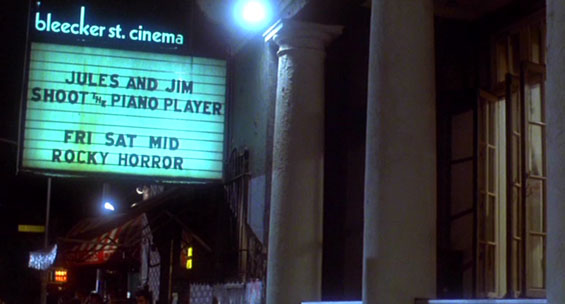 bleecker st. cinema
JULES AND JIM
SHOOT THE PIANO PLAYER
FRI SAT MID
ROCKY HORROR